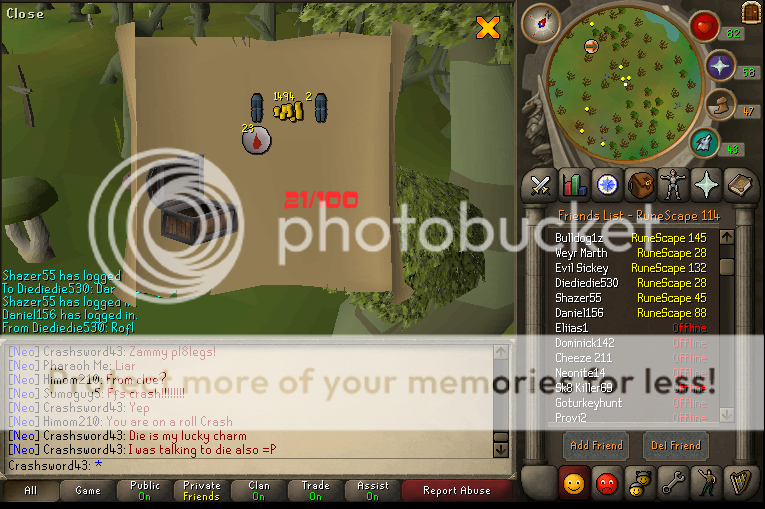 Close
1494 2
23
21/100
photobucket
Protect more of your memories for less!
Shazer55 has logged
To Diediedie530: Dar
Shazer55 has logged in.
Daniel156 has logged in.
From Diediedie530: Rofl
[Neo] Crashsword43: Zammy pl8legs!
[Neo] Pharaoh Me: Liar
[Neo] Himom210: From clue?
[Neo] Sumoguy5: Ffs crash!!!!!!!!
[Neo] Crashsword43: Yep
[Neo] Himom210: You are on a roll Crash
[Neo] Crashsword43: Die is my lucky charm
[Neo] Crashsword43: I was talking to die also =P
Crashsword43: *
All
Game
Public
On
Private
Friends
Clan
On
Trade
On
Assist
On
Report Abuse
82
58
47
43
Friends List - RuneScape 114
Bulldog1z RuneScape 145
Weyr Marth RuneScape 28
Evil Sickey RuneScape 132
Diediedie530 RuneScape 28
Shazer55 RuneScape 45
Daniel156 RuneScape 88
Elijas1 Offline
Dominick142 Offline
Cheeze 211 Offline
Neonite14 Offline
Sk8 Killer69 Offline
Goturkeyhunt Offline
Provi2 Offline
Add Friend
Del Friend